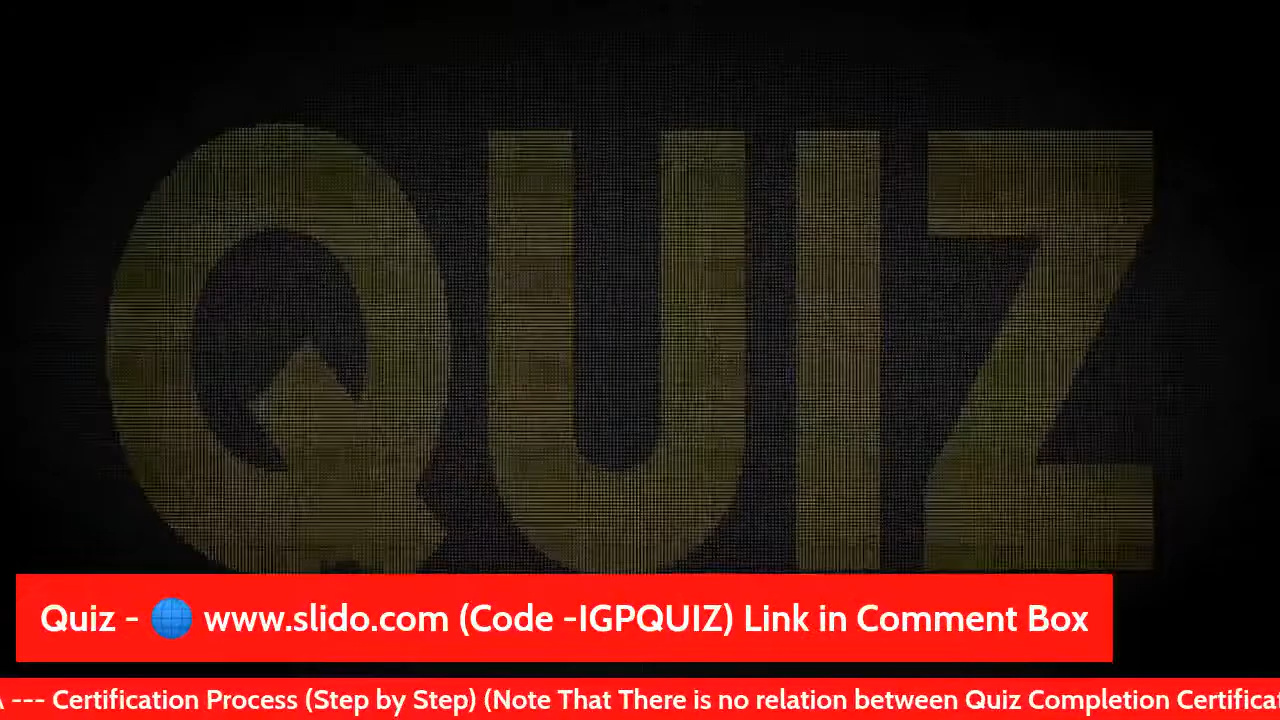 QUIZ
Quiz - 🌐 www.slido.com (Code -IGPQUIZ) Link in Comment Box
--- Certification Process (Step by Step) (Note That There is no relation between Quiz Completion